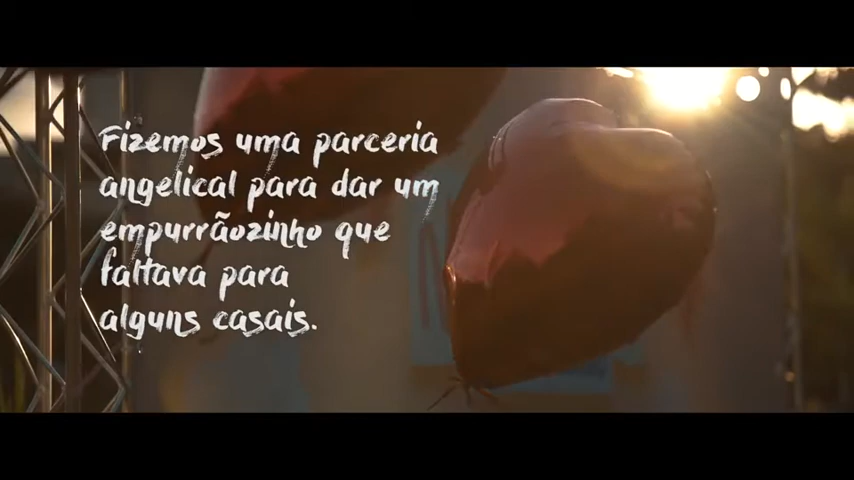 Fizemos uma parceria
angelical para dar um
empurrãozinho que
faltava para
alguns casais.